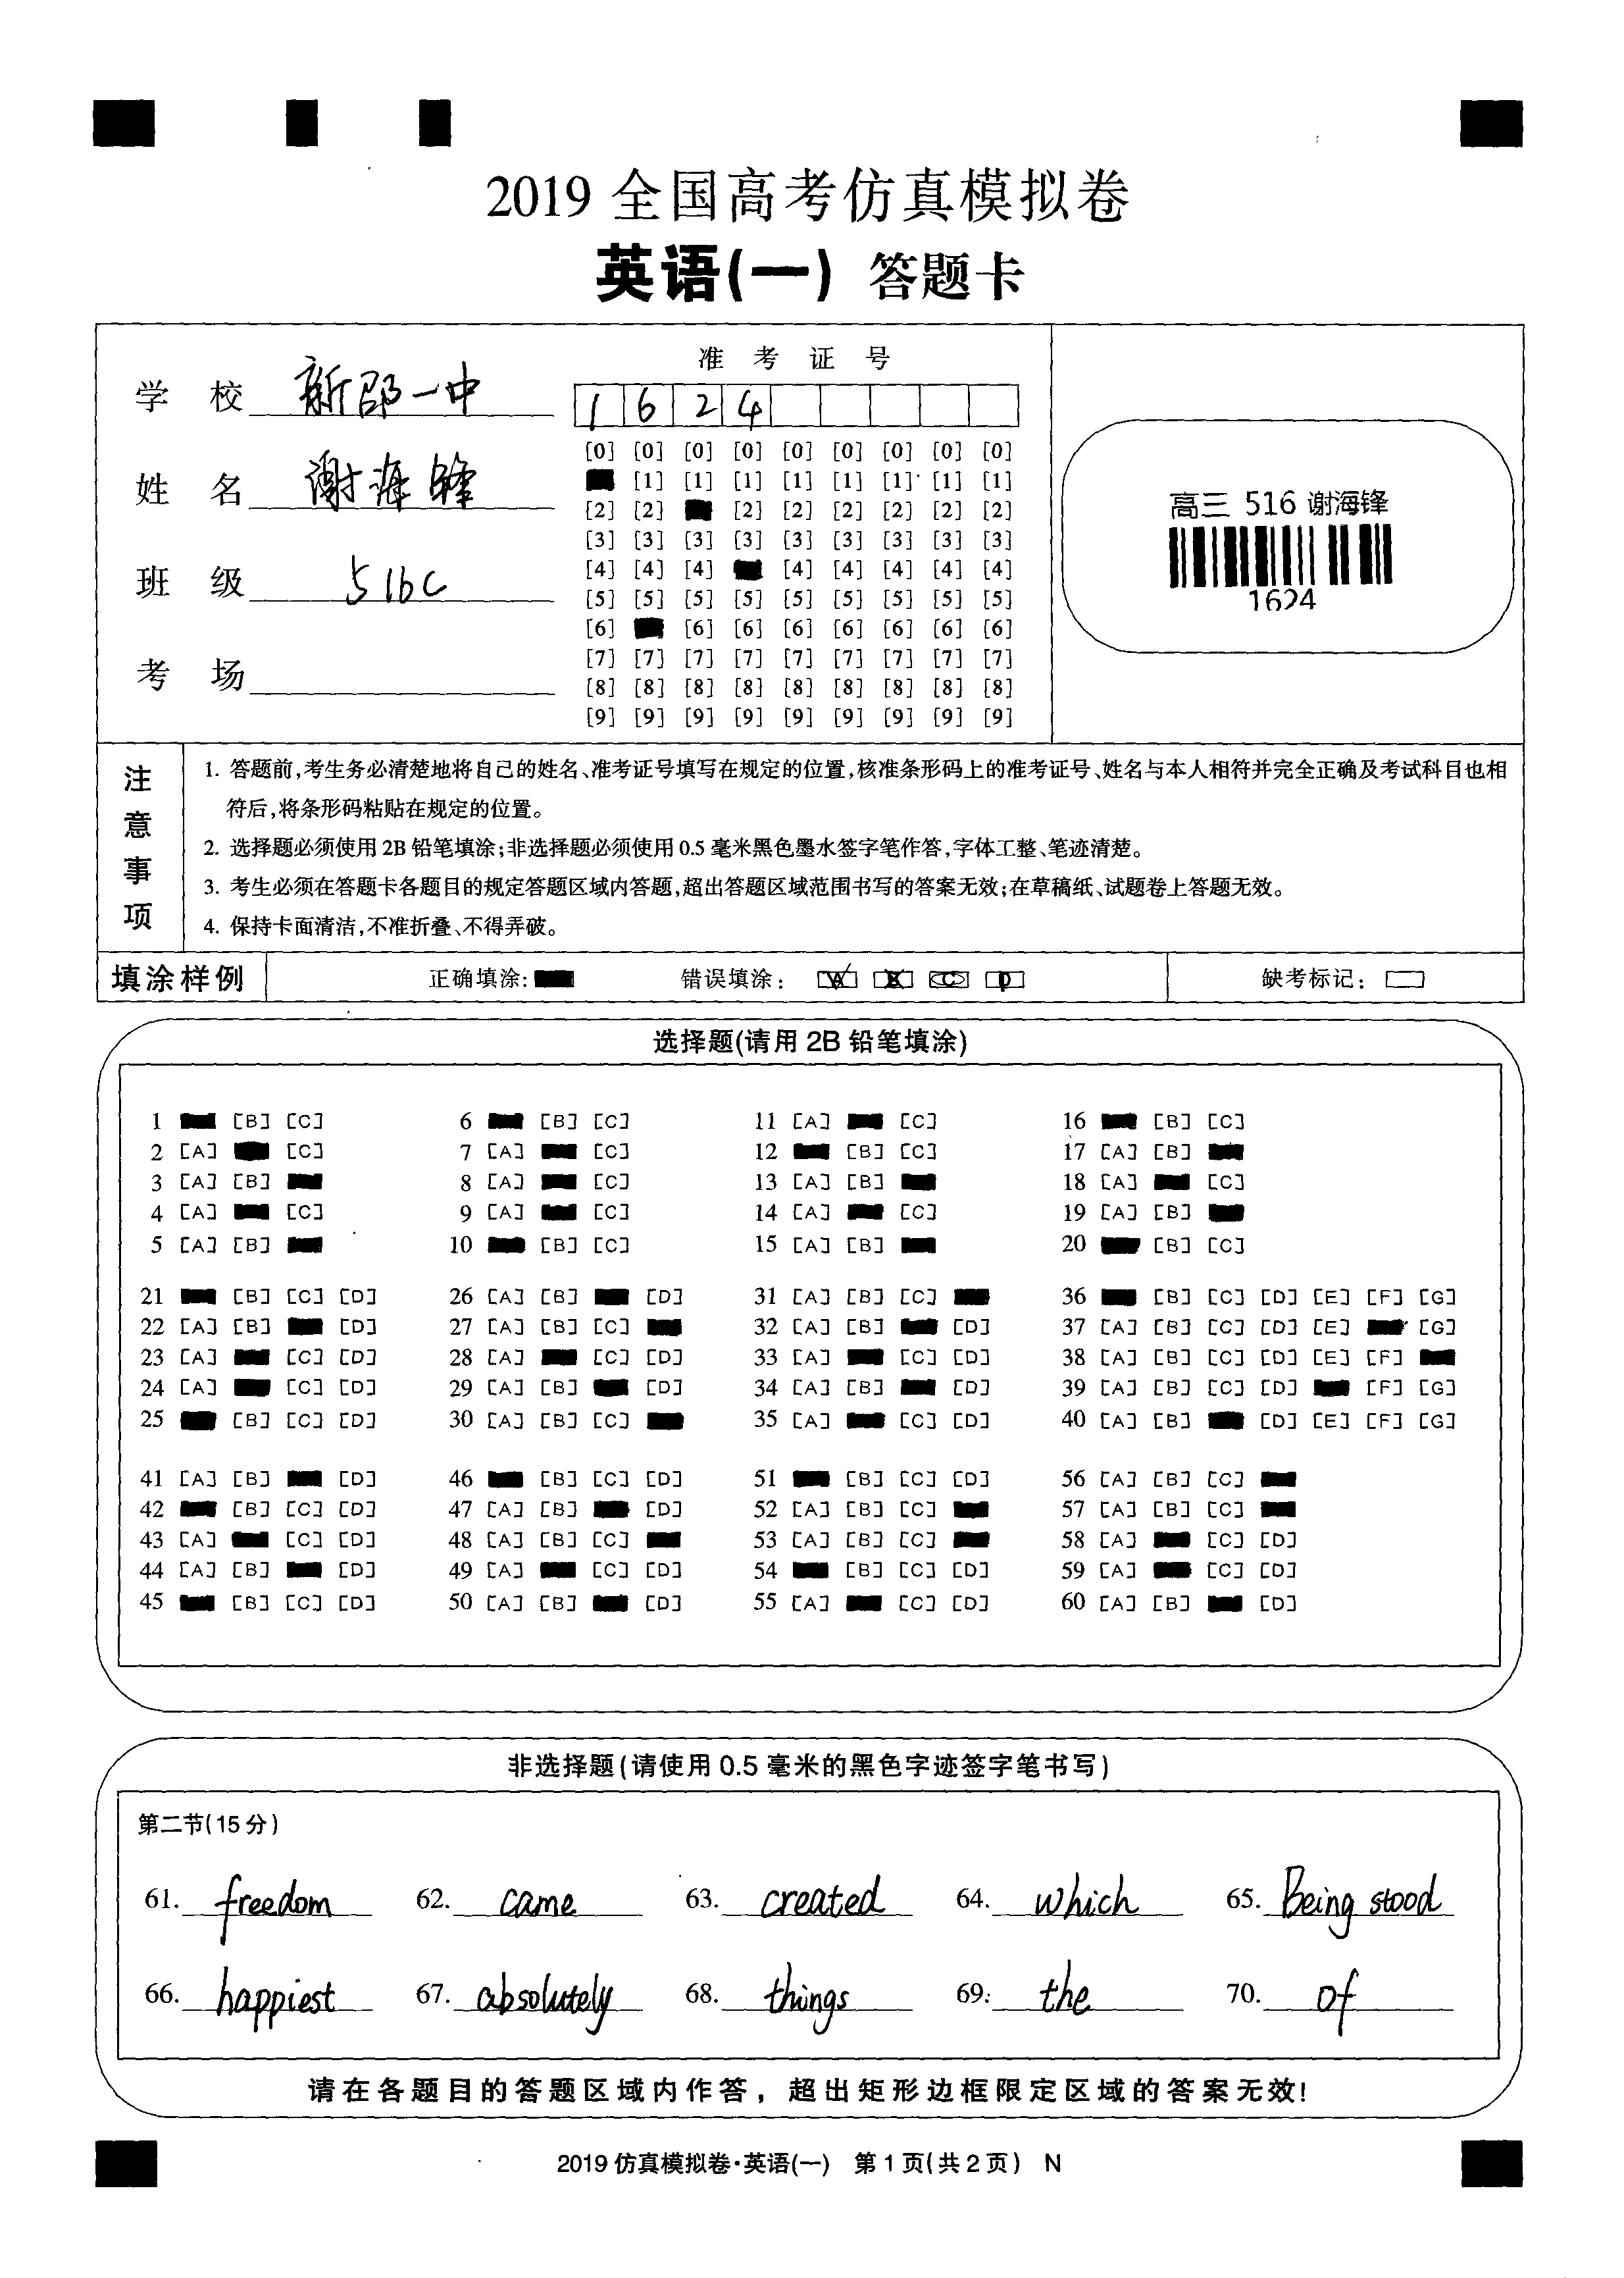 2019 全国高考仿真模拟卷
英语(一) 答题卡
学 校 新邵一中
姓 名 谢海锋
班 级 516C
考 场
准 考 证 号
1 6 2 4
[0] [0] [0] [0] [0] [0] [0] [0] [0]
[1] [1] [1] [1] [1] [1] [1] [1]
[2] [2] [2] [2] [2] [2] [2] [2]
[3] [3] [3] [3] [3] [3] [3] [3] [3]
[4] [4] [4] [4] [4] [4] [4] [4]
[5] [5] [5] [5] [5] [5] [5] [5] [5]
[6] [6] [6] [6] [6] [6] [6] [6]
[7] [7] [7] [7] [7] [7] [7] [7] [7]
[8] [8] [8] [8] [8] [8] [8] [8] [8]
[9] [9] [9] [9] [9] [9] [9] [9] [9]
高三 516 谢海锋
1624
注意事项
1. 答题前,考生务必清楚地将自己的姓名、准考证号填写在规定的位置,核准条形码上的准考证号、姓名与本人相符并完全正确及考试科目也相
符后,将条形码粘贴在规定的位置。
2. 选择题必须使用2B铅笔填涂;非选择题必须使用0.5毫米黑色墨水签字笔作答,字体工整、笔迹清楚。
3. 考生必须在答题卡各题目的规定答题区域内答题,超出答题区域范围书写的答案无效;在草稿纸、试题卷上答题无效。
4. 保持卡面清洁,不准折叠、不得弄破。
填涂样例 正确填涂: 错误填涂: A B C D 缺考标记:
选择题(请用2B铅笔填涂)
1 [B] [C] 6 [B] [C] 11 [A] [C] 16 [B] [C]
2 [A] [C] 7 [A] [C] 12 [B] [C] 17 [A] [B]
3 [A] [B] 8 [A] [C] 13 [A] [B] 18 [A] [C]
4 [A] [C] 9 [A] [C] 14 [A] [C] 19 [A] [B]
5 [A] [B] 10 [B] [C] 15 [A] [B] 20 [B] [C]
21 [B] [C] [D] 26 [A] [B] [D] 31 [A] [B] [C] 36 [B] [C] [D] [E] [F] [G]
22 [A] [B] [D] 27 [A] [B] [C] 32 [A] [B] [D] 37 [A] [B] [C] [D] [E] [G]
23 [A] [C] [D] 28 [A] [C] [D] 33 [A] [C] [D] 38 [A] [B] [C] [D] [E] [F]
24 [A] [C] [D] 29 [A] [B] [D] 34 [A] [B] [D] 39 [A] [B] [C] [D] [F] [G]
25 [B] [C] [D] 30 [A] [B] [C] 35 [A] [C] [D] 40 [A] [B] [D] [E] [F] [G]
41 [A] [B] [D] 46 [B] [C] [D] 51 [B] [C] [D] 56 [A] [B] [C]
42 [B] [C] [D] 47 [A] [B] [D] 52 [A] [B] [C] 57 [A] [B] [C]
43 [A] [C] [D] 48 [A] [B] [C] 53 [A] [B] [C] 58 [A] [C] [D]
44 [A] [B] [D] 49 [A] [C] [D] 54 [B] [C] [D] 59 [A] [C] [D]
45 [B] [C] [D] 50 [A] [B] [D] 55 [A] [C] [D] 60 [A] [B] [D]
非选择题(请使用0.5毫米的黑色字迹签字笔书写)
第二节(15分)
61. freedom 62. came 63. created 64. which 65. Being stood
66. happiest 67. absolutely 68. things 69. the 70. of
请在各题目的答题区域内作答，超出矩形边框限定区域的答案无效!
2019仿真模拟卷·英语(一) 第1页(共2页) N